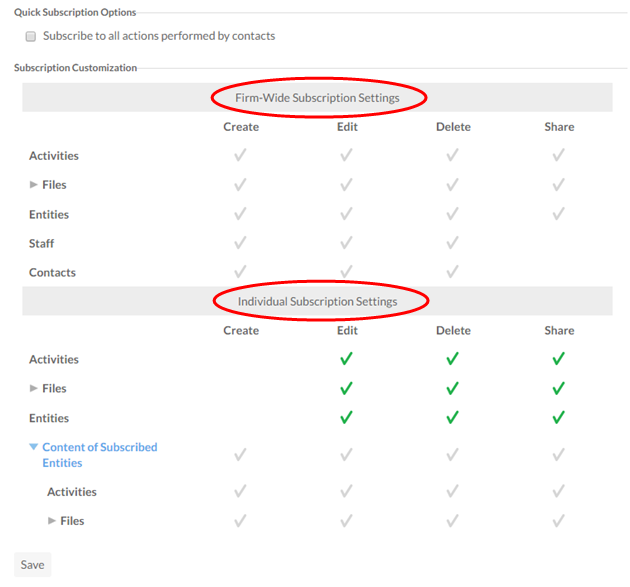 Quick Subscription Options
Subscribe to all actions performed by contacts
Subscription Customization
Firm-Wide Subscription Settings
Create Edit Delete Share
Activities
Files
Entities
Staff
Contacts
Individual Subscription Settings
Create Edit Delete Share
Activities
Files
Entities
Content of Subscribed
Entities
Activities
Files
Save